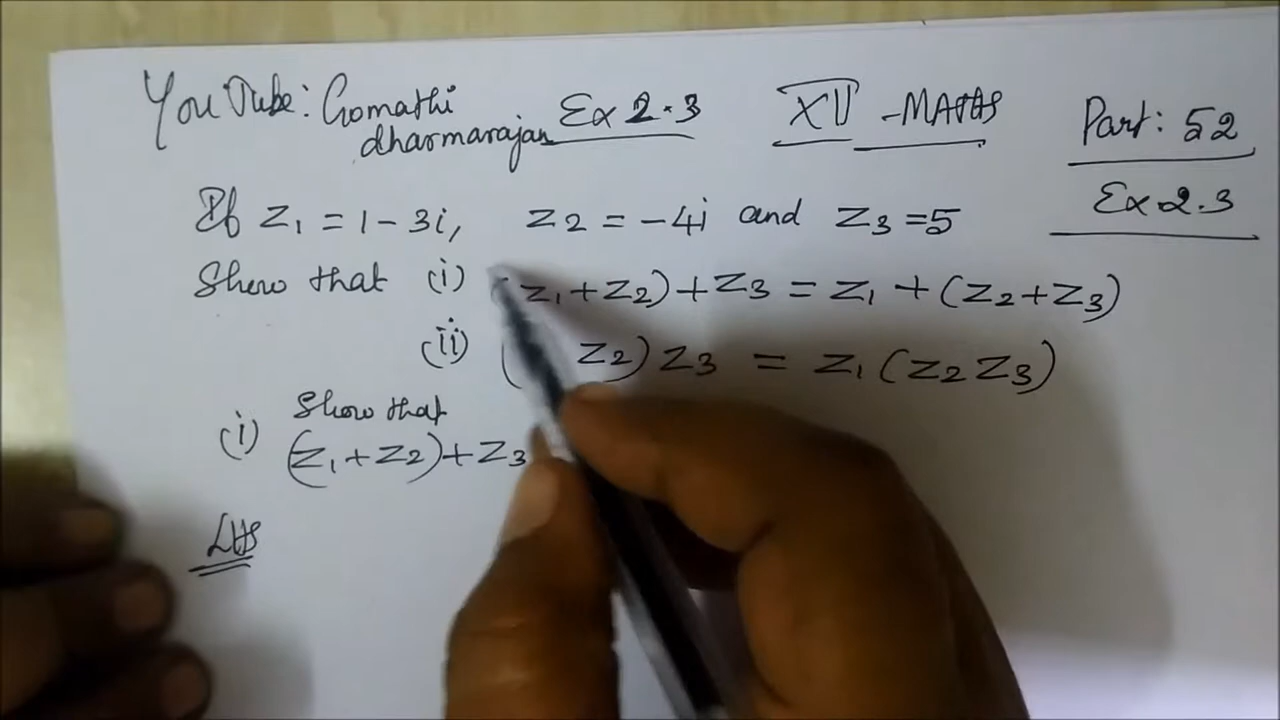 YouTube: Gomathi dharmarajan Ex 2.3 XII -MATHS Part: 52
Ex 2.3
If z₁ = 1 - 3i, z₂ = -4i and z₃ = 5
Show that (i) (z₁+z₂)+z₃ = z₁ + (z₂+z₃)
(ii) ( z₂) z₃ = z₁ (z₂ z₃)
Show that
(i) (z₁+z₂)+z₃
LHS